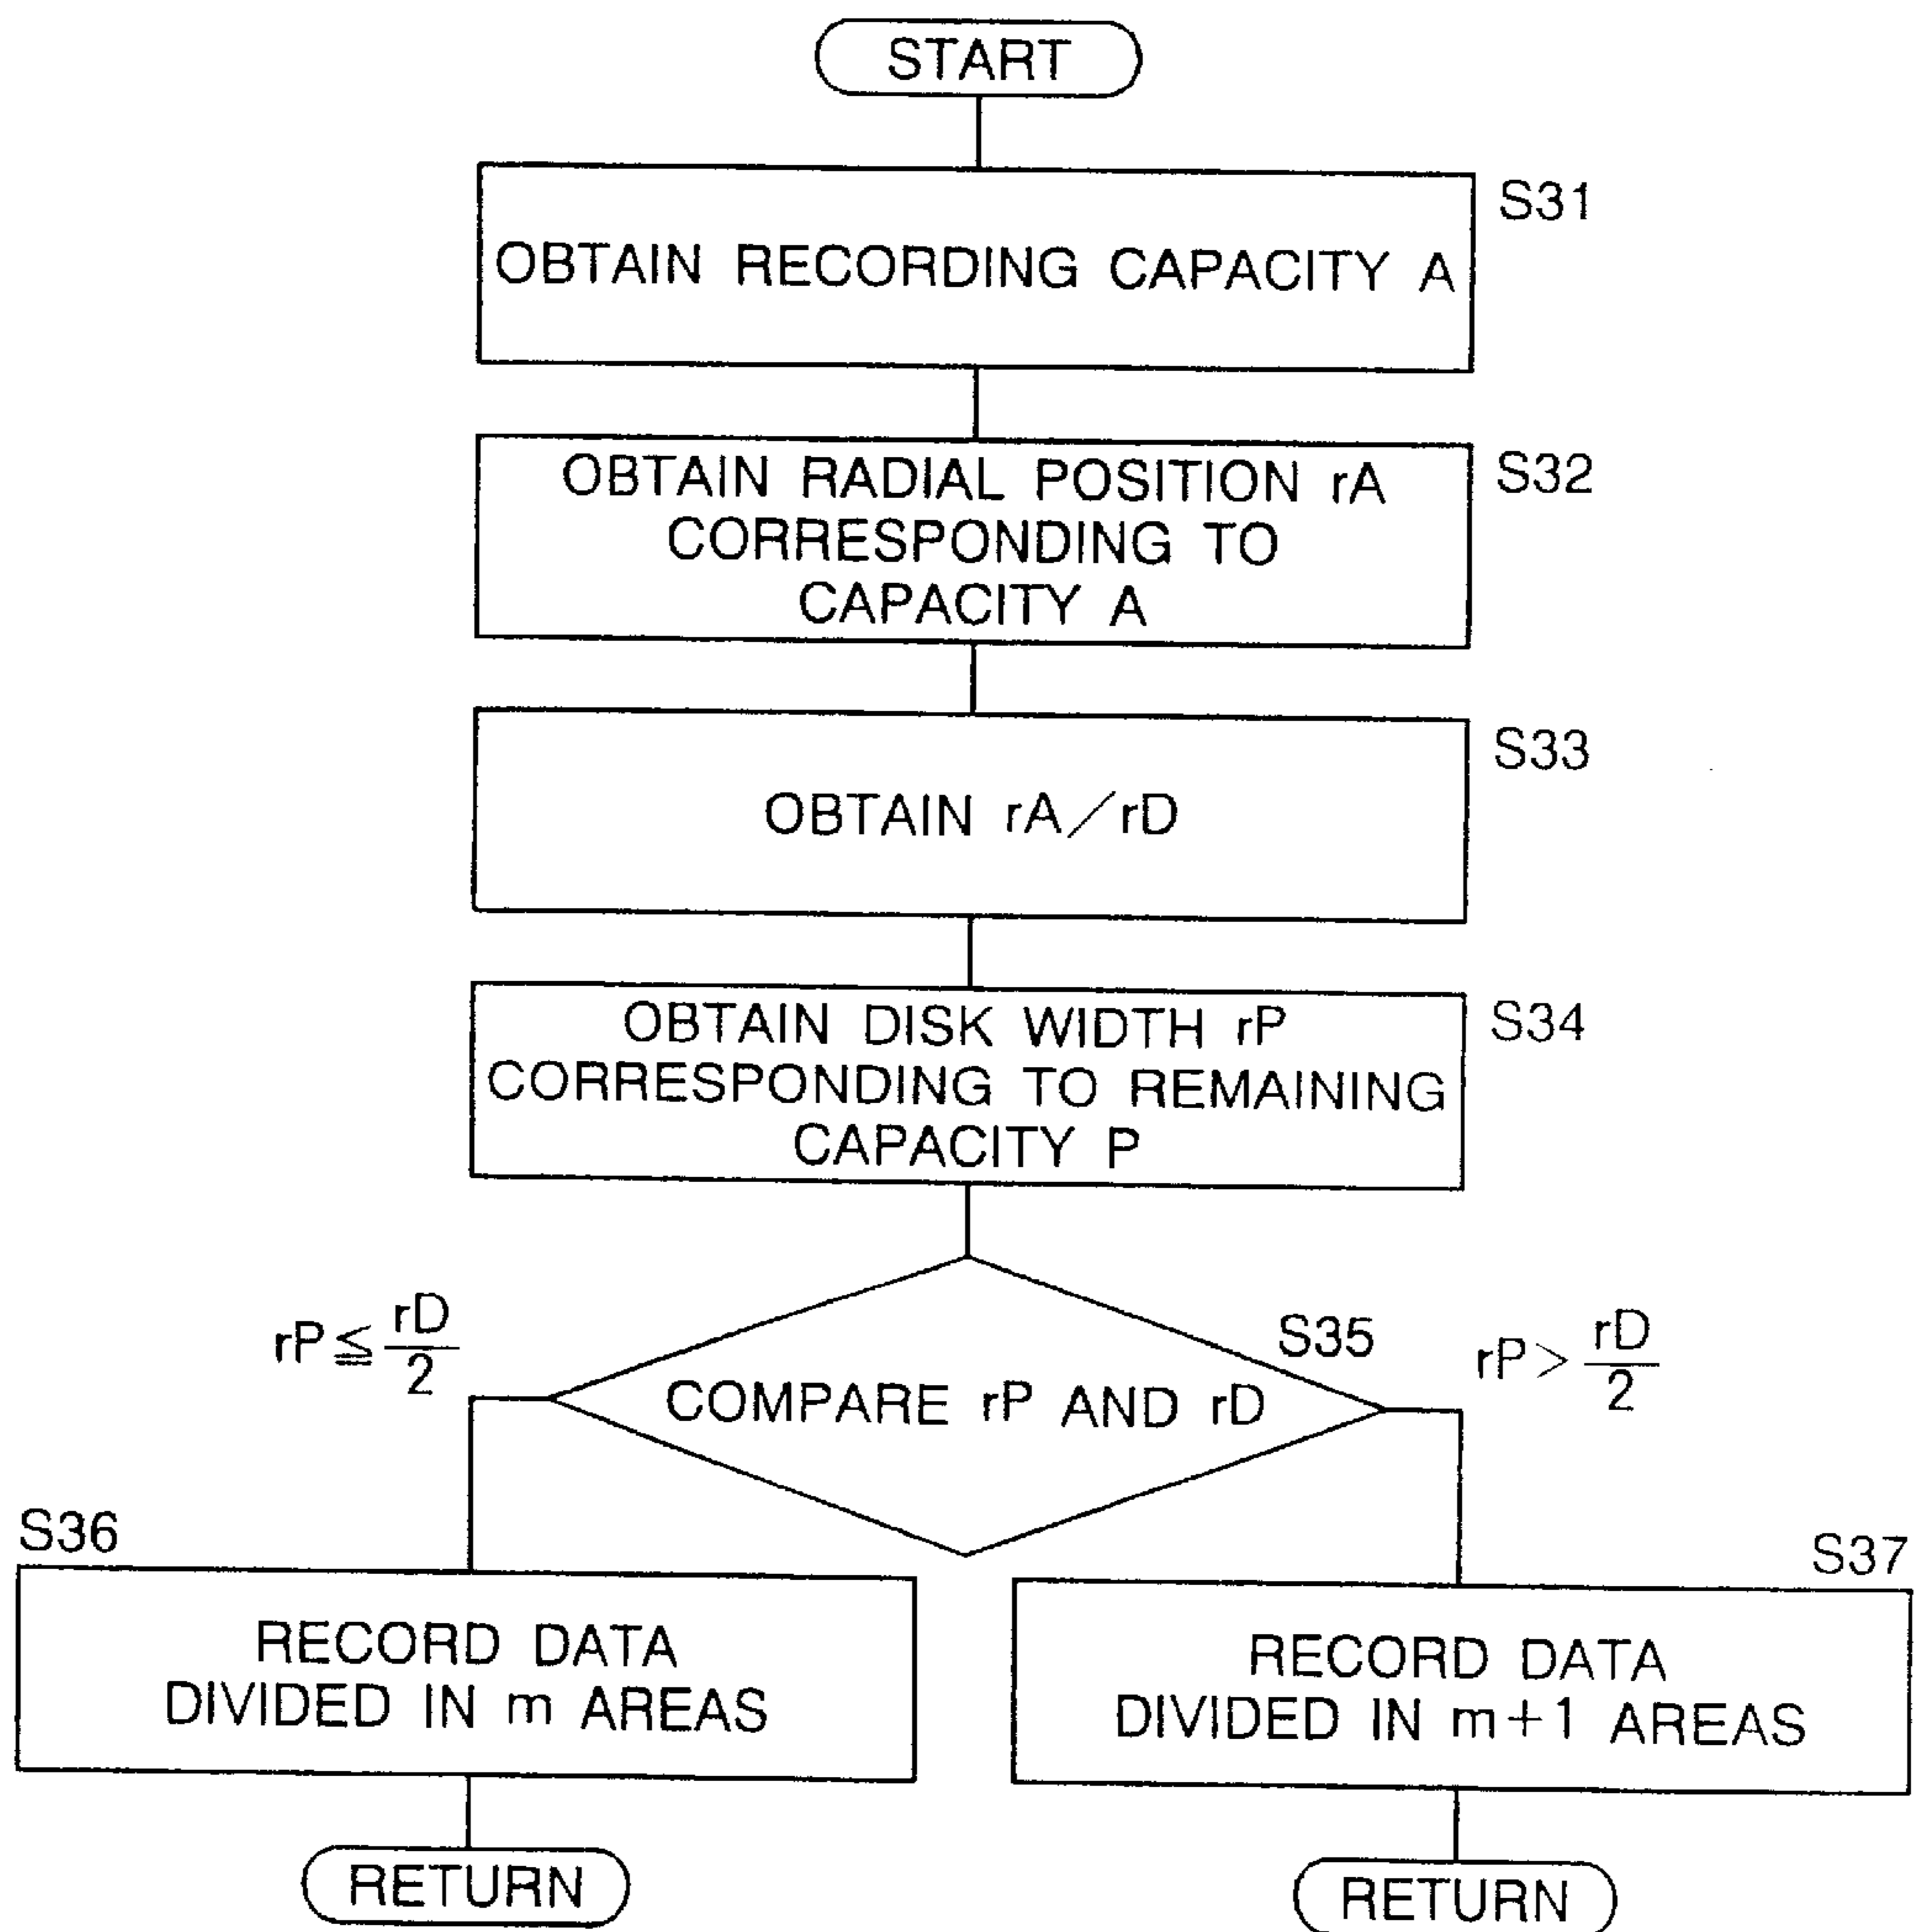 START
S31
OBTAIN RECORDING CAPACITY A
S32
OBTAIN RADIAL POSITION rA
CORRESPONDING TO
CAPACITY A
S33
OBTAIN rA/rD
S34
OBTAIN DISK WIDTH rP
CORRESPONDING TO REMAINING
CAPACITY P
rP≦rD/2
S35
rP>rD/2
COMPARE rP AND rD
S36
RECORD DATA
DIVIDED IN m AREAS
S37
RECORD DATA
DIVIDED IN m+1 AREAS
RETURN
RETURN